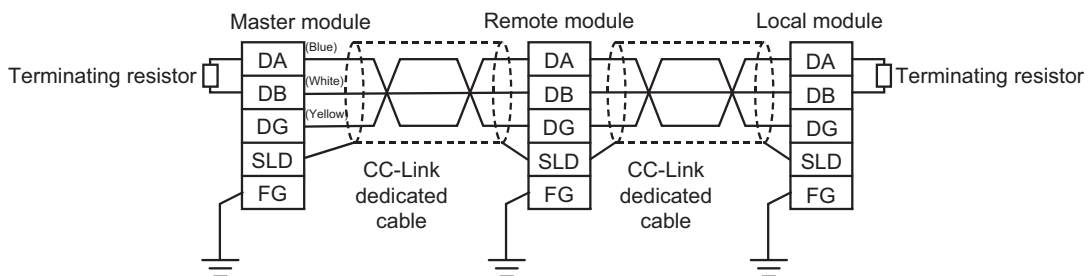 Master module
Remote module
Local module
Terminating resistor
DA
DB
DG
SLD
FG
(Blue)
(White)
(Yellow)
CC-Link
dedicated
cable
DA
DB
DG
SLD
FG
CC-Link
dedicated
cable
DA
DB
DG
SLD
FG
Terminating resistor